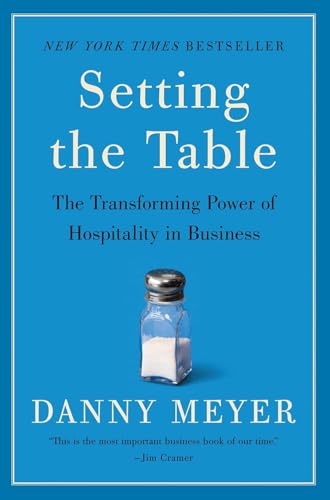 NEW YORK TIMES BESTSELLER
Setting
the Table
The Transforming Power of
Hospitality in Business
DANNY MEYER
“This is the most important business book of our time.”
—Jim Cramer